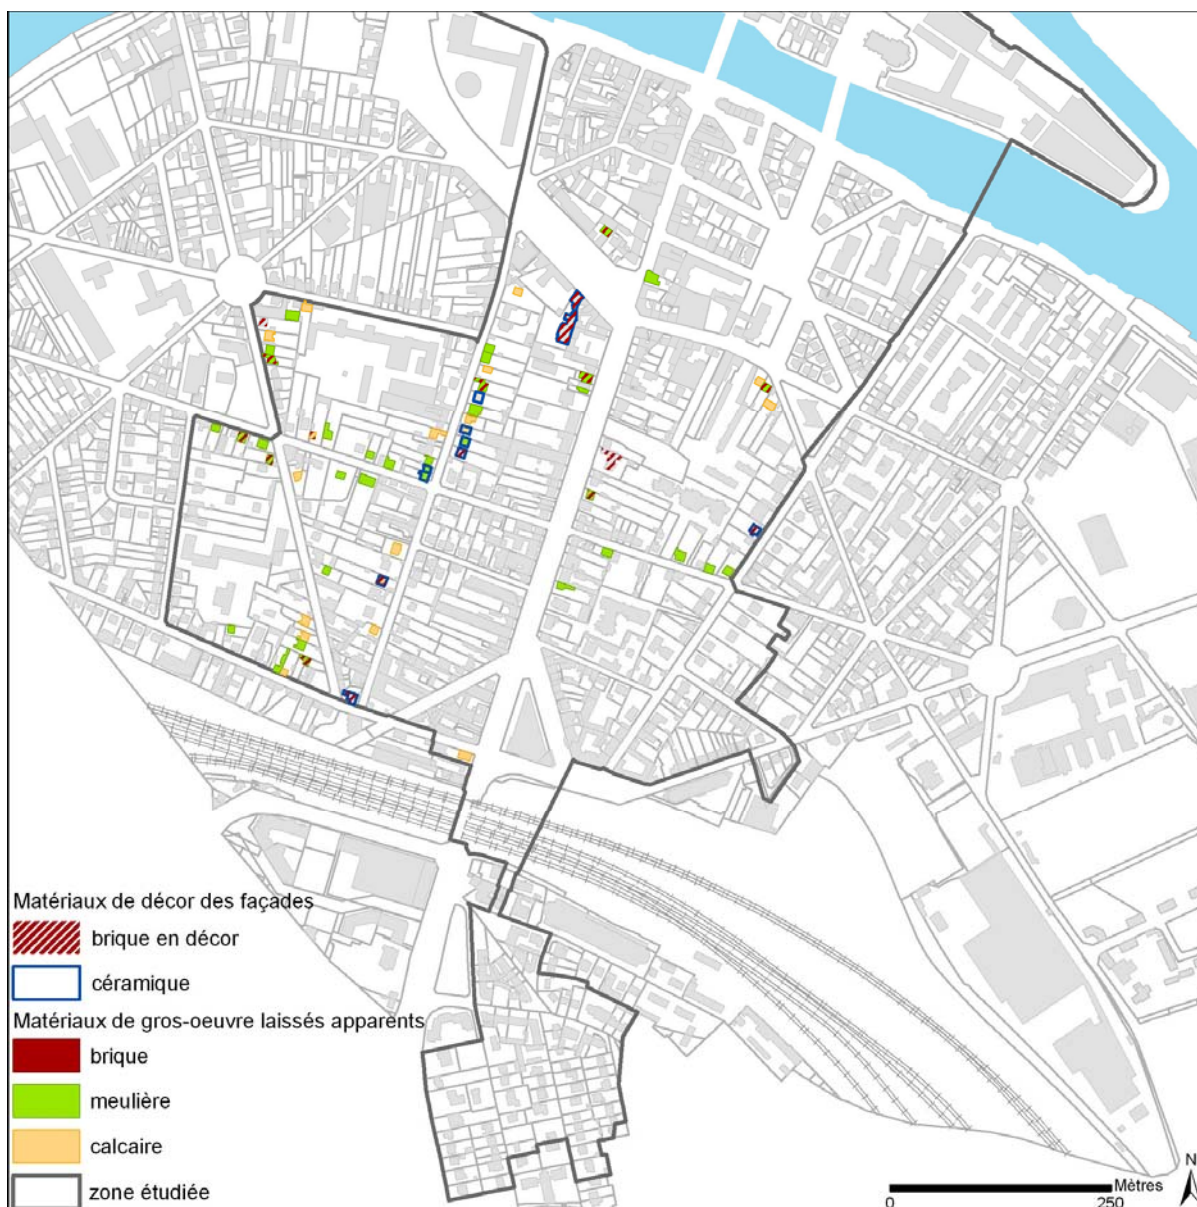 Matériaux de décor des façades
brique en décor
céramique
Matériaux de gros-oeuvre laissés apparents
brique
meulière
calcaire
zone étudiée
N
Mètres
0 250